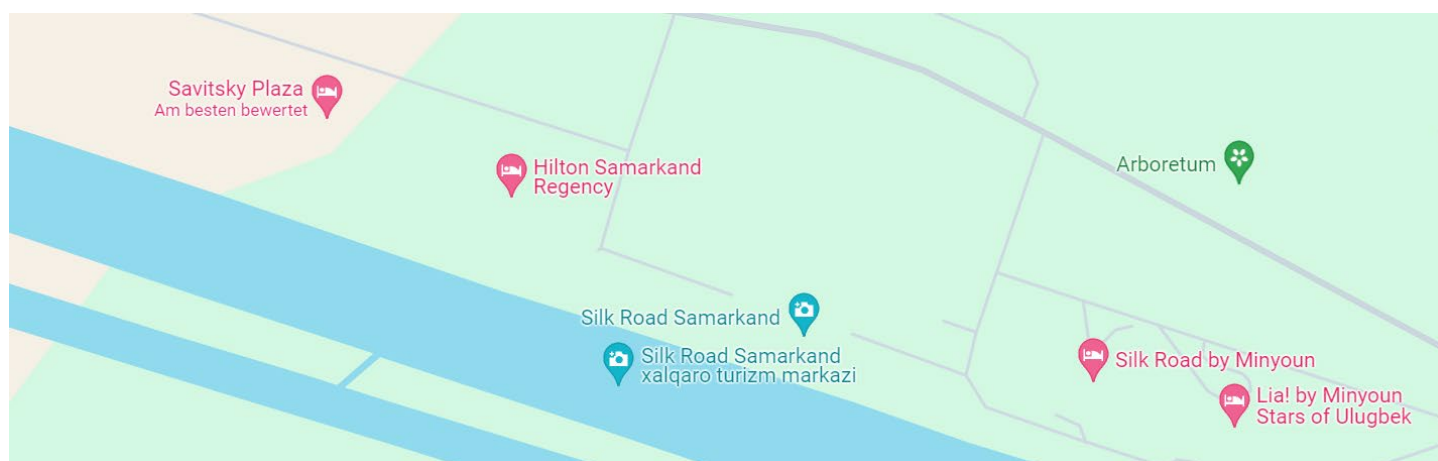 Savitsky Plaza
Am besten bewertet
Hilton Samarkand
Regency
Arboretum
Silk Road Samarkand
Silk Road Samarkand
xalqaro turizm markazi
Silk Road by Minyoun
Lia! by Minyoun
Stars of Ulugbek